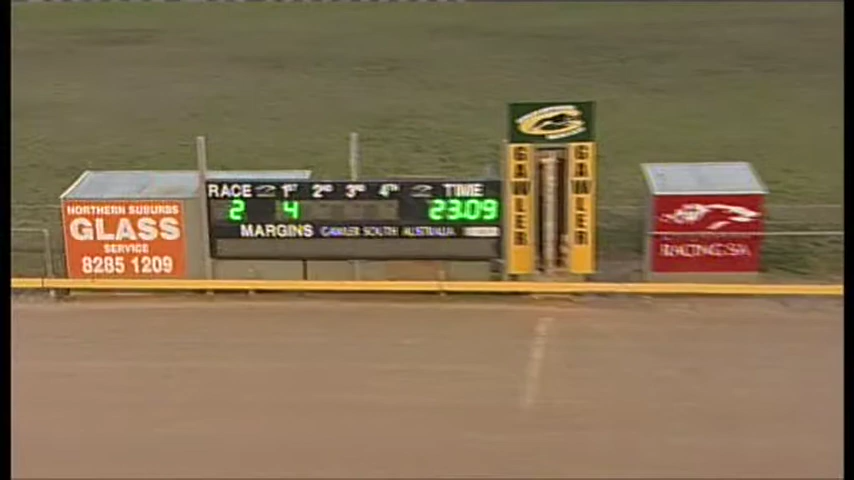 NORTHERN SUBURBS
GLASS
SERVICE
8285 1209
RACE 1ST 2ND 3RD 4TH TIME
2 4 23.09
MARGINS GAWLER SOUTH AUSTRALIA
GAWLER
GAWLER
RACING.SA